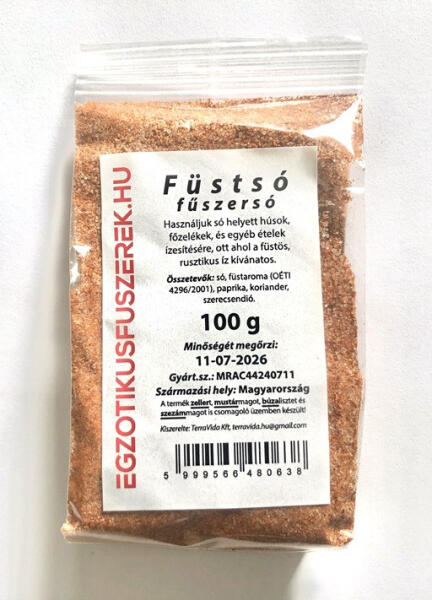 EGZOTIKUSFUSZEREK.HU
Füstsó
fűszersó
Használjuk só helyett húsok,
főzelékek, és egyéb ételek
ízesítésére, ott ahol a füstös,
rusztikus íz kívánatos.
Összetevők: só, füstaroma (OÉTI
4296/2001), paprika, koriander,
szerecsendió.
100 g
Minőségét megőrzi:
11-07-2026
Gyárt.sz.: MRAC44240711
Származási hely: Magyarország
A termék zellert, mustármagot, búzalisztet és
szezámmagot is csomagoló üzemben készült!
Kiszerelte: TerraVida Kft, terravida.hu@gmail.com
5 999566 480638